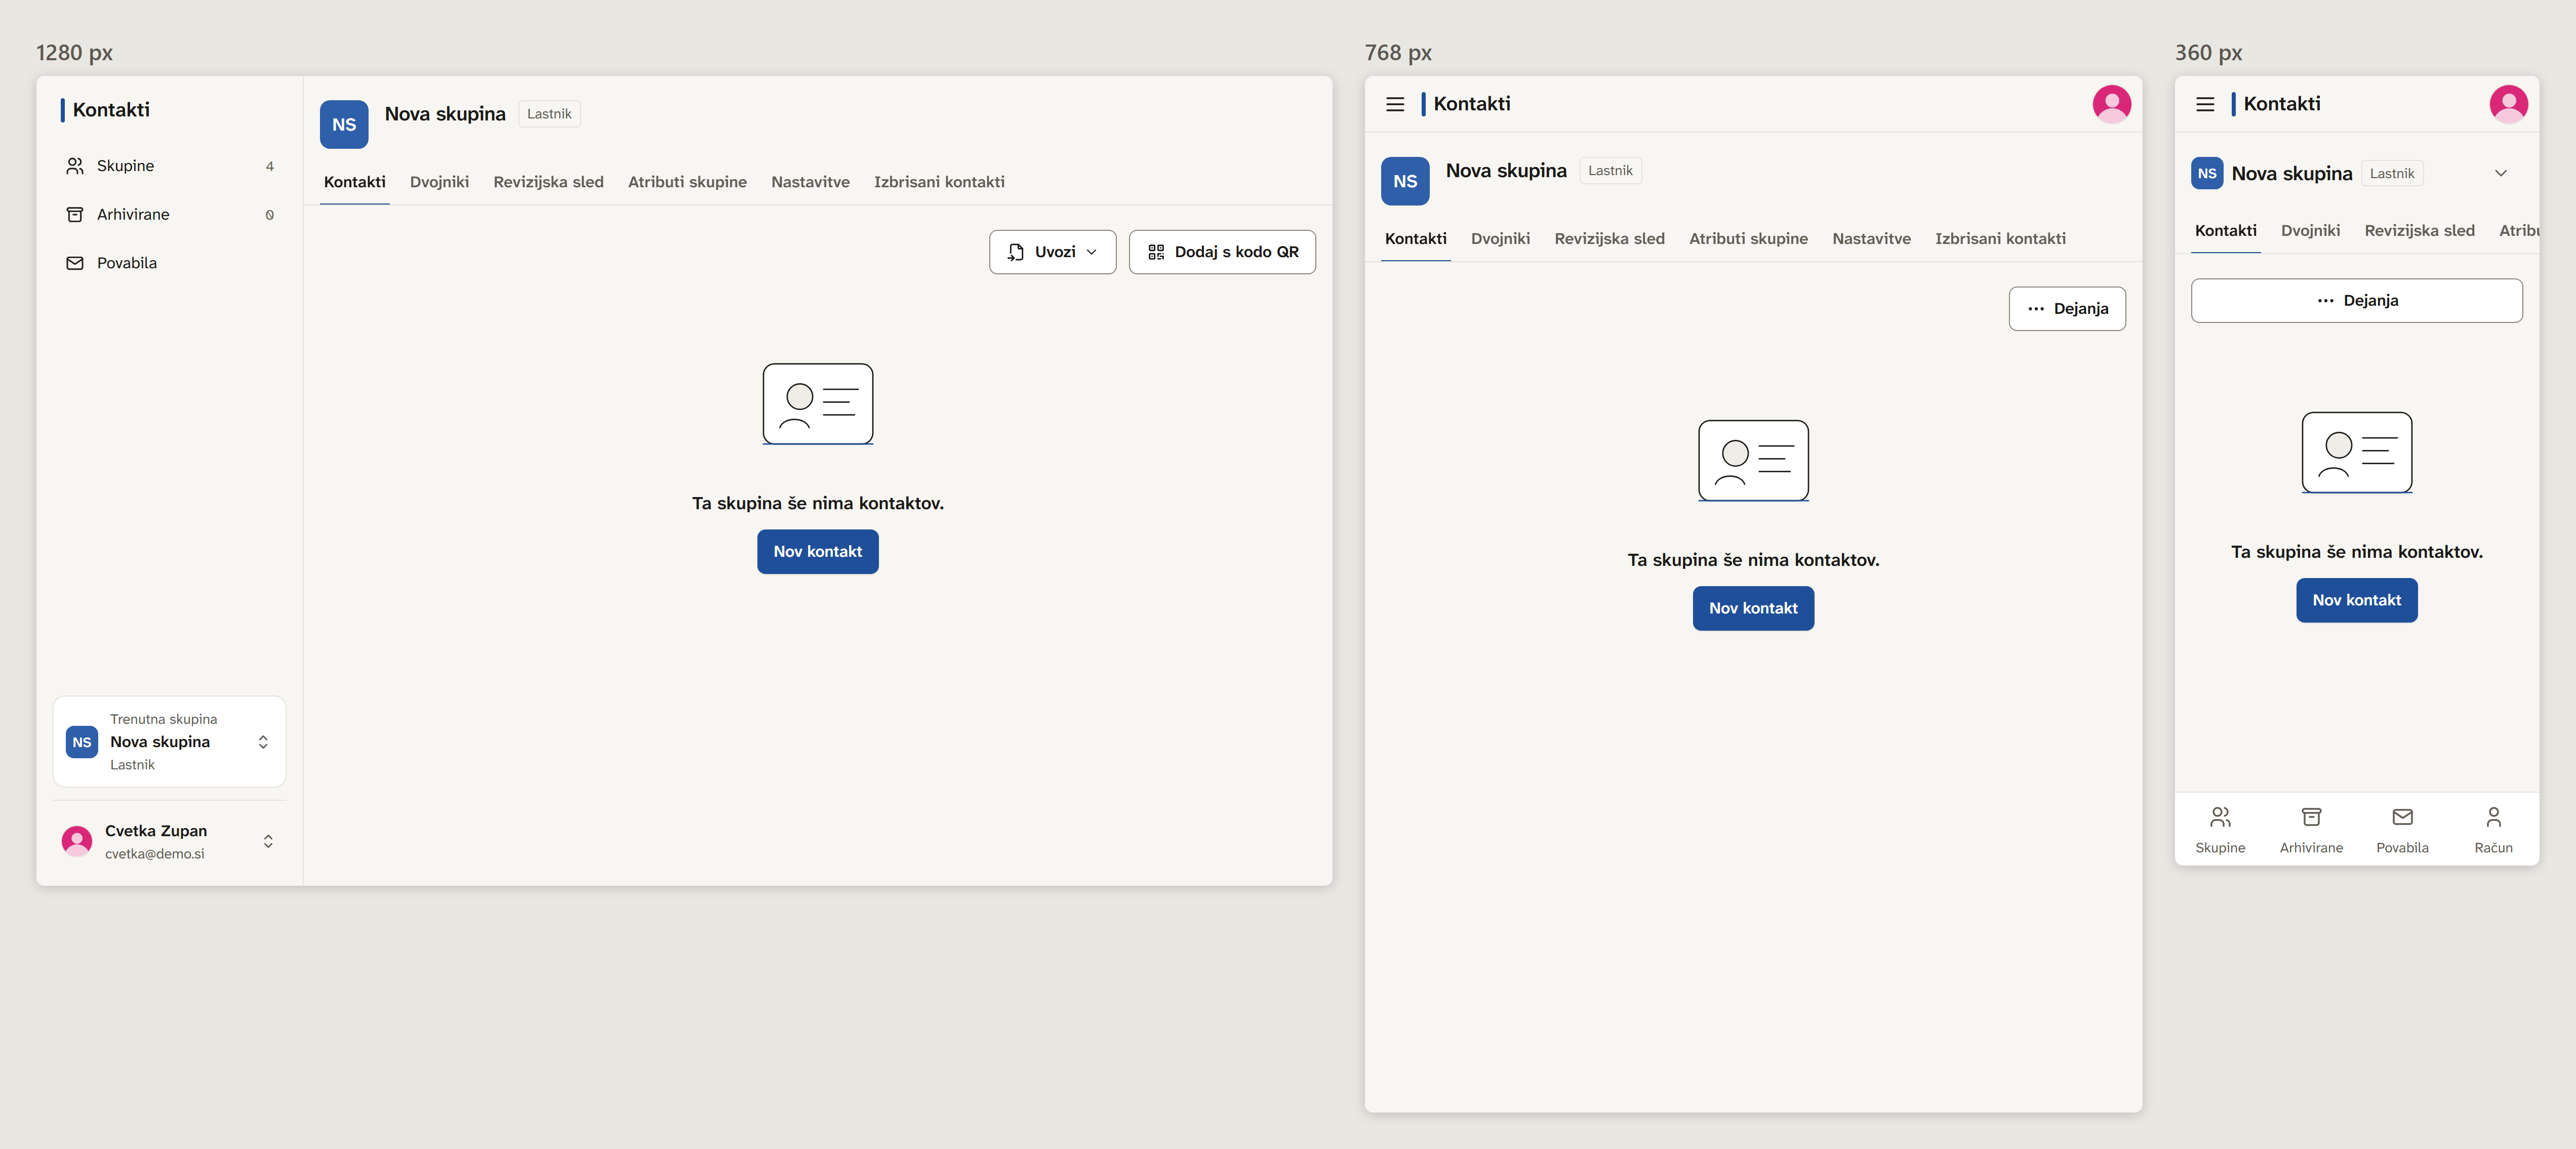 1280 px
Kontakti
Skupine 4
Arhivirane 0
Povabila
Trenutna skupina
NS Nova skupina
Lastnik
Cvetka Zupan
cvetka@demo.si
NS Nova skupina Lastnik
Kontakti Dvojniki Revizijska sled Atributi skupine Nastavitve Izbrisani kontakti
Uvozi Dodaj s kodo QR
Ta skupina še nima kontaktov.
Nov kontakt
768 px
Kontakti
NS Nova skupina Lastnik
Kontakti Dvojniki Revizijska sled Atributi skupine Nastavitve Izbrisani kontakti
Dejanja
Ta skupina še nima kontaktov.
Nov kontakt
360 px
Kontakti
NS Nova skupina Lastnik
Kontakti Dvojniki Revizijska sled Atribu
Dejanja
Ta skupina še nima kontaktov.
Nov kontakt
Skupine Arhivirane Povabila Račun